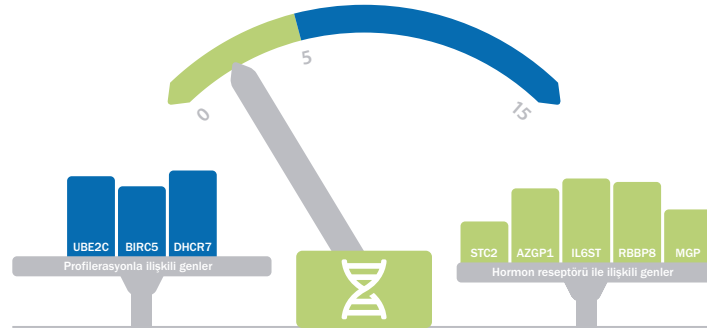 0
5
15
UBE2C BIRC5 DHCR7
Profilerasyonla ilişkili genler
STC2 AZGP1 IL6ST RBBP8 MGP
Hormon reseptörü ile ilişkili genler